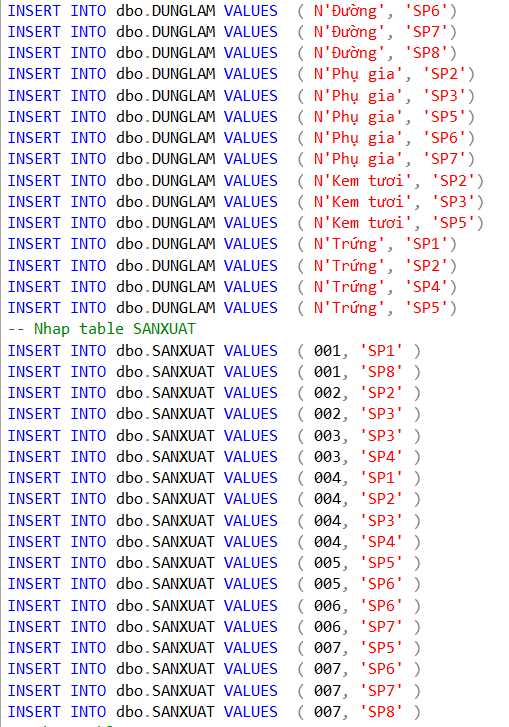 INSERT INTO dbo.DUNGLAM VALUES  ( N'Đường', 'SP6')
INSERT INTO dbo.DUNGLAM VALUES  ( N'Đường', 'SP7')
INSERT INTO dbo.DUNGLAM VALUES  ( N'Đường', 'SP8')
INSERT INTO dbo.DUNGLAM VALUES  ( N'Phụ gia', 'SP2')
INSERT INTO dbo.DUNGLAM VALUES  ( N'Phụ gia', 'SP3')
INSERT INTO dbo.DUNGLAM VALUES  ( N'Phụ gia', 'SP5')
INSERT INTO dbo.DUNGLAM VALUES  ( N'Phụ gia', 'SP6')
INSERT INTO dbo.DUNGLAM VALUES  ( N'Phụ gia', 'SP7')
INSERT INTO dbo.DUNGLAM VALUES  ( N'Kem tươi', 'SP2')
INSERT INTO dbo.DUNGLAM VALUES  ( N'Kem tươi', 'SP3')
INSERT INTO dbo.DUNGLAM VALUES  ( N'Kem tươi', 'SP5')
INSERT INTO dbo.DUNGLAM VALUES  ( N'Trứng', 'SP1')
INSERT INTO dbo.DUNGLAM VALUES  ( N'Trứng', 'SP2')
INSERT INTO dbo.DUNGLAM VALUES  ( N'Trứng', 'SP4')
INSERT INTO dbo.DUNGLAM VALUES  ( N'Trứng', 'SP5')
-- Nhap table SANXUAT
INSERT INTO dbo.SANXUAT VALUES  ( 001, 'SP1' )
INSERT INTO dbo.SANXUAT VALUES  ( 001, 'SP8' )
INSERT INTO dbo.SANXUAT VALUES  ( 002, 'SP2' )
INSERT INTO dbo.SANXUAT VALUES  ( 002, 'SP3' )
INSERT INTO dbo.SANXUAT VALUES  ( 003, 'SP3' )
INSERT INTO dbo.SANXUAT VALUES  ( 003, 'SP4' )
INSERT INTO dbo.SANXUAT VALUES  ( 004, 'SP1' )
INSERT INTO dbo.SANXUAT VALUES  ( 004, 'SP2' )
INSERT INTO dbo.SANXUAT VALUES  ( 004, 'SP3' )
INSERT INTO dbo.SANXUAT VALUES  ( 004, 'SP4' )
INSERT INTO dbo.SANXUAT VALUES  ( 005, 'SP5' )
INSERT INTO dbo.SANXUAT VALUES  ( 005, 'SP6' )
INSERT INTO dbo.SANXUAT VALUES  ( 006, 'SP6' )
INSERT INTO dbo.SANXUAT VALUES  ( 006, 'SP7' )
INSERT INTO dbo.SANXUAT VALUES  ( 007, 'SP5' )
INSERT INTO dbo.SANXUAT VALUES  ( 007, 'SP6' )
INSERT INTO dbo.SANXUAT VALUES  ( 007, 'SP7' )
INSERT INTO dbo.SANXUAT VALUES  ( 007, 'SP8' )